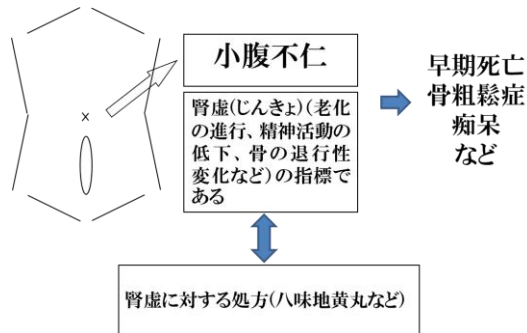 小腹不仁
腎虚(じんきょ)(老化
の進行、精神活動の
低下、骨の退行性
変化など)の指標で
ある
早期死亡
骨粗鬆症
痴呆
など
x
腎虚に対する処方(八味地黄丸など)